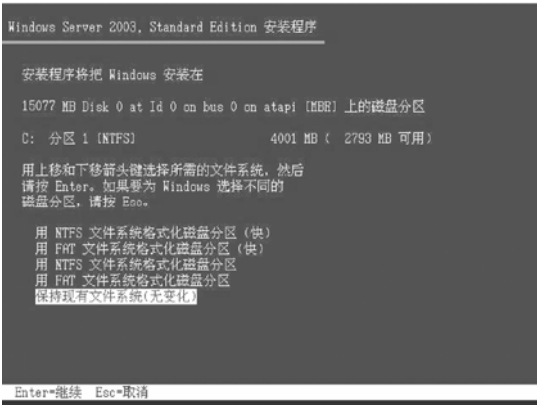 Windows Server 2003, Standard Edition 安装程序
安装程序将把 Windows 安装在
15077 MB Disk 0 at Id 0 on bus 0 on atapi [MBR] 上的磁盘分区
C: 分区 1 [NTFS] 4001 MB ( 2793 MB 可用)
用上移和下移箭头键选择所需的文件系统，然后
请按 Enter。如果要为 Windows 选择不同的
磁盘分区，请按 Esc。
用 NTFS 文件系统格式化磁盘分区（快）
用 FAT 文件系统格式化磁盘分区（快）
用 NTFS 文件系统格式化磁盘分区
用 FAT 文件系统格式化磁盘分区
保持现有文件系统(无变化)
Enter=继续 Esc=取消